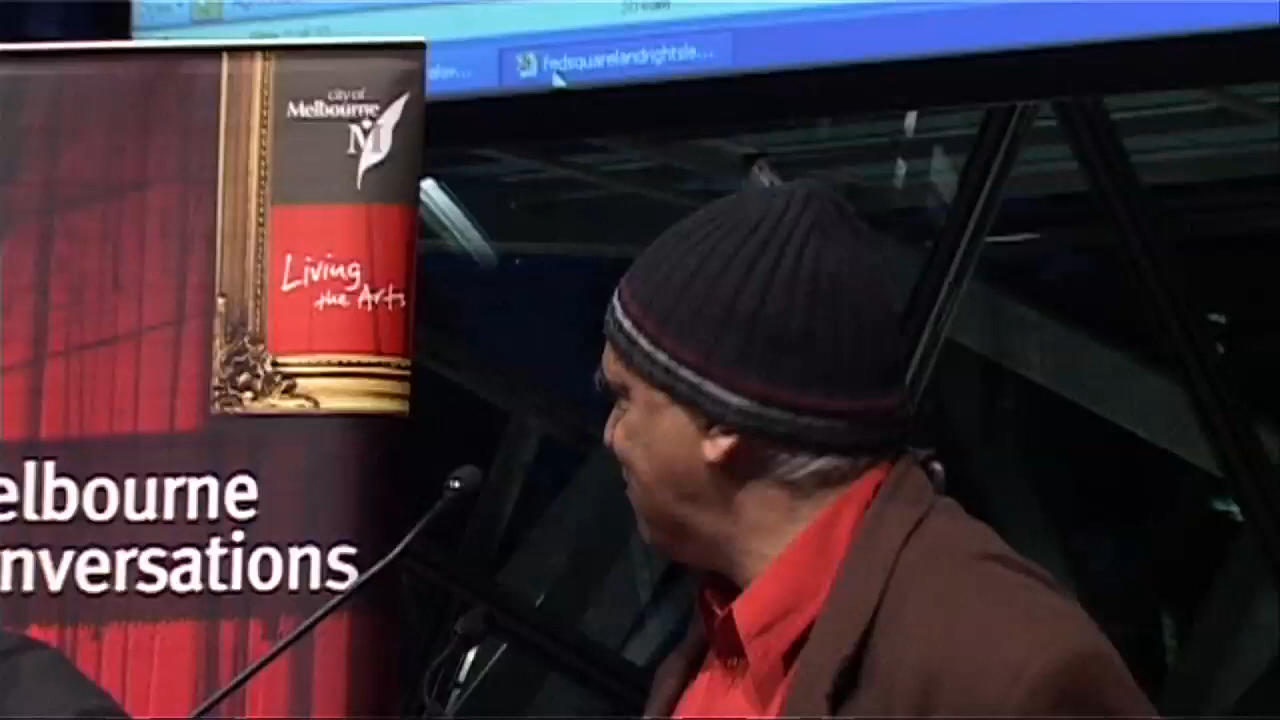 fedsquarelandrightsle...
city of
Melbourne
M
Living
the Arts
elbourne
nversations